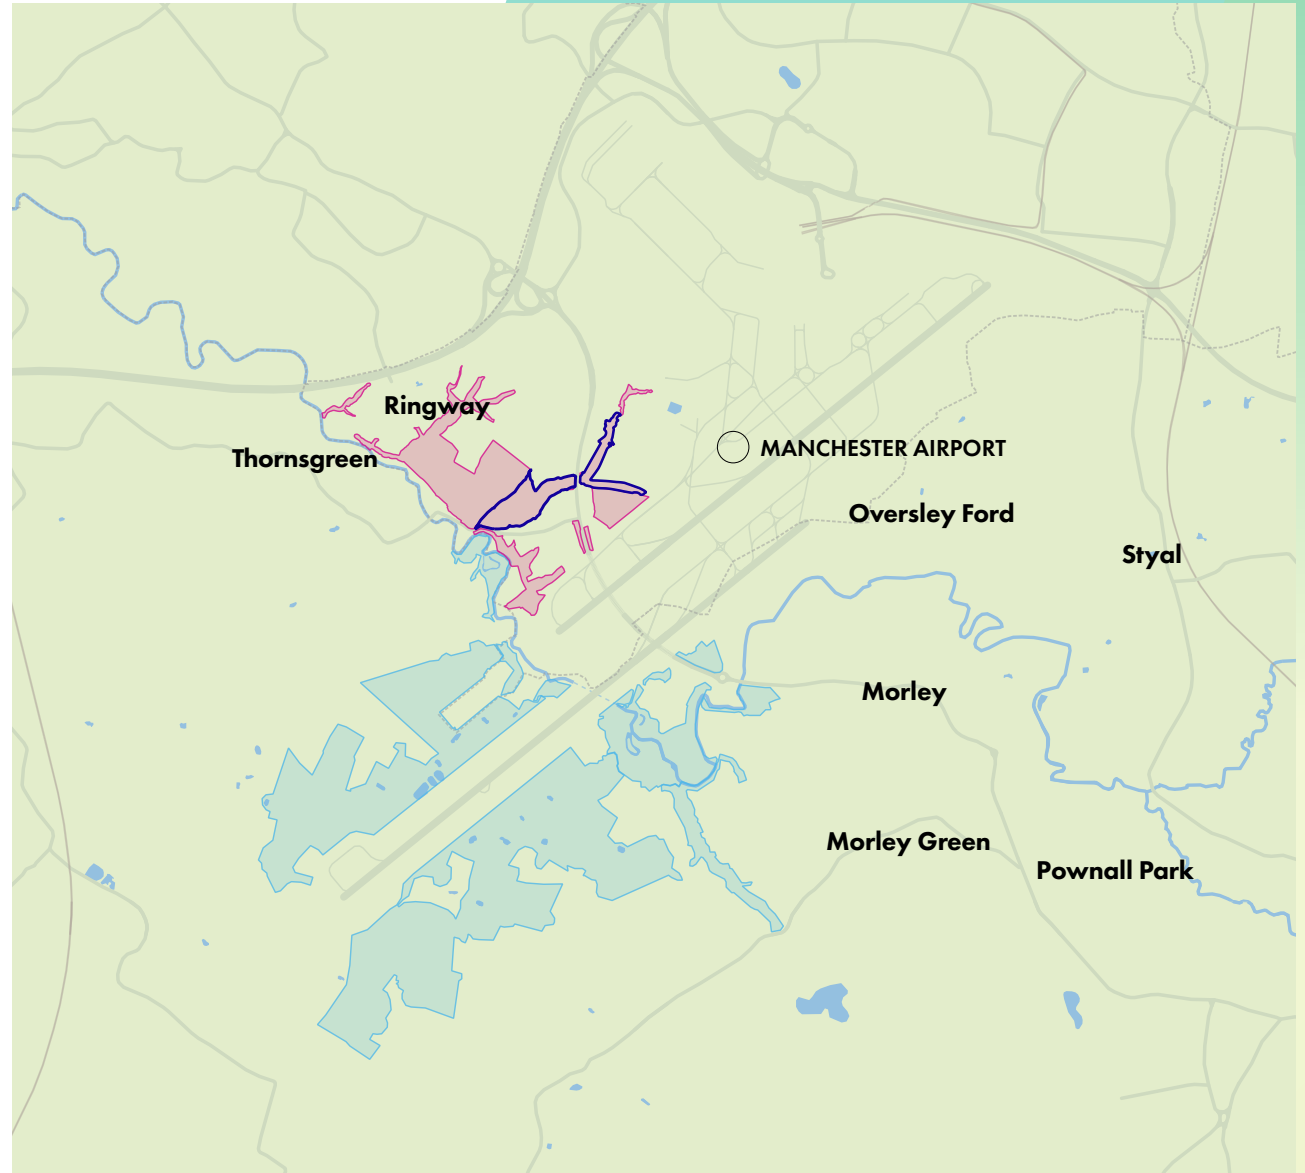 Ringway
MANCHESTER AIRPORT
Thornsgreen
Oversley Ford
Styal
Morley
Morley Green
Pownall Park